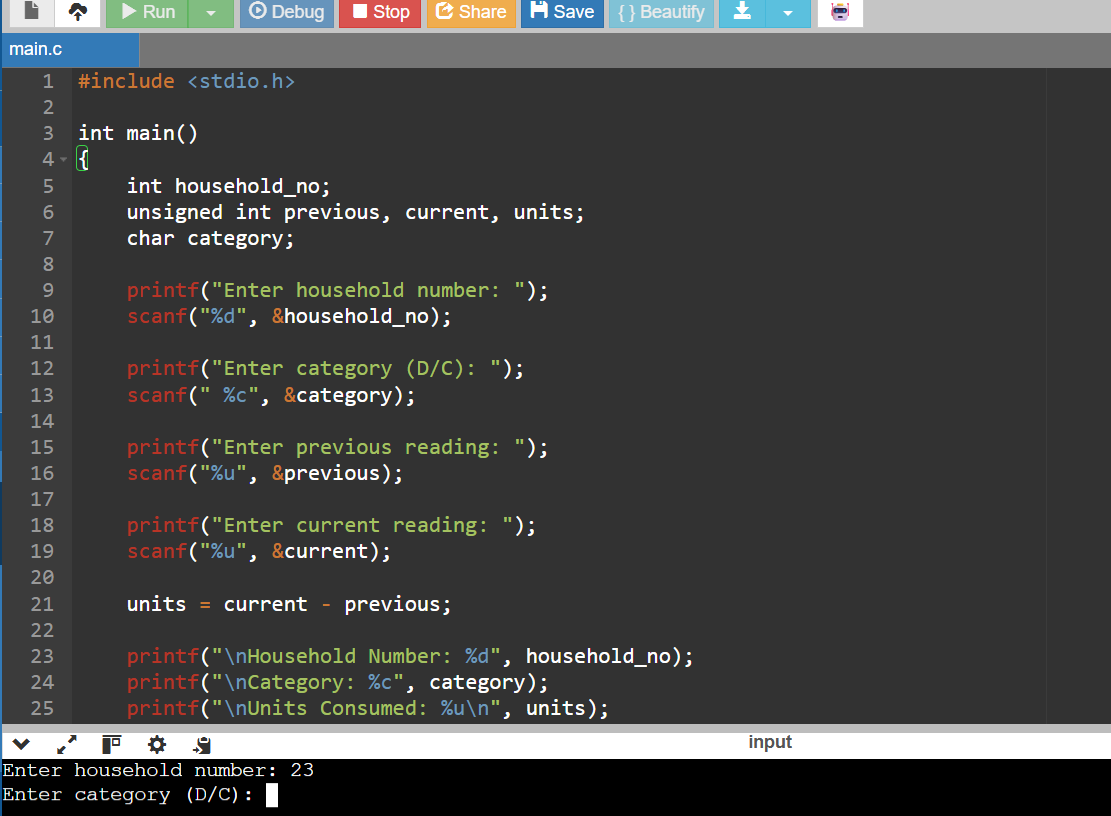 Run Debug Stop Share Save { } Beautify
main.c
1 #include <stdio.h>
2
3 int main()
4 {
5     int household_no;
6     unsigned int previous, current, units;
7     char category;
8
9     printf("Enter household number: ");
10     scanf("%d", &household_no);
11
12     printf("Enter category (D/C): ");
13     scanf(" %c", &category);
14
15     printf("Enter previous reading: ");
16     scanf("%u", &previous);
17
18     printf("Enter current reading: ");
19     scanf("%u", &current);
20
21     units = current - previous;
22
23     printf("\nHousehold Number: %d", household_no);
24     printf("\nCategory: %c", category);
25     printf("\nUnits Consumed: %u\n", units);
input
Enter household number: 23
Enter category (D/C):